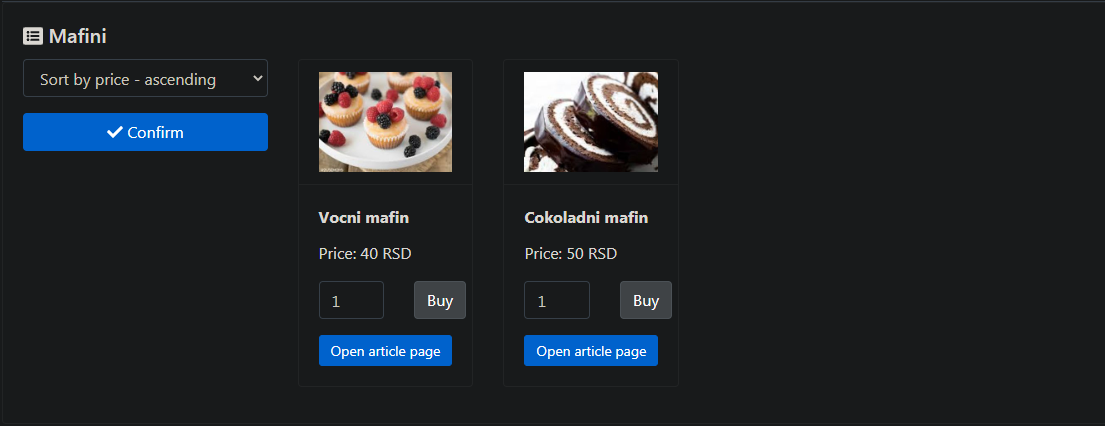 Mafini
Sort by price - ascending
Confirm
Vocni mafin
Price: 40 RSD
1
Buy
Open article page
Cokoladni mafin
Price: 50 RSD
1
Buy
Open article page